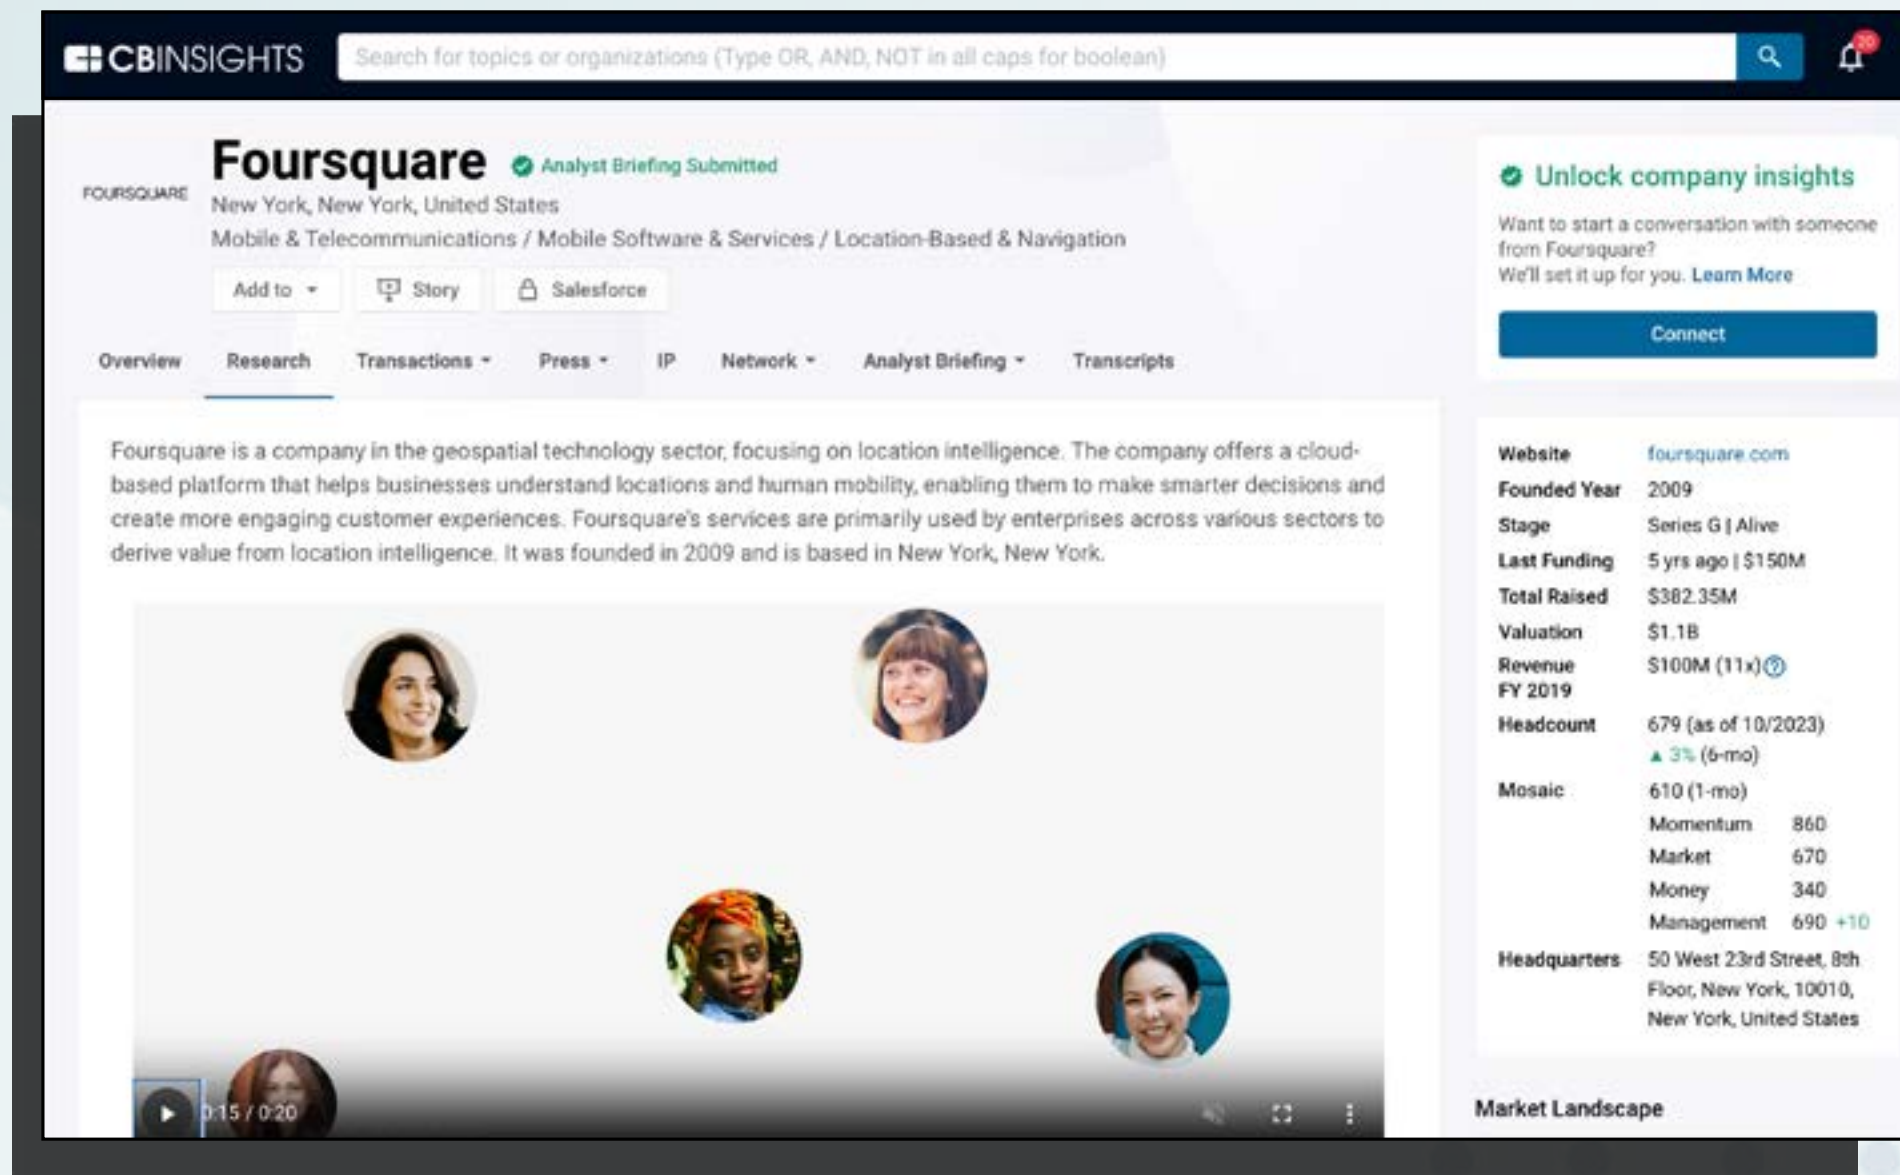 CBINSIGHTS
Search for topics or organizations (Type OR, AND, NOT in all caps for boolean)
20
FOURSQUARE
Foursquare
Analyst Briefing Submitted
New York, New York, United States
Mobile & Telecommunications / Mobile Software & Services / Location-Based & Navigation
Add to
Story
Salesforce
Overview
Research
Transactions
Press
IP
Network
Analyst Briefing
Transcripts
Foursquare is a company in the geospatial technology sector, focusing on location intelligence. The company offers a cloud-
based platform that helps businesses understand locations and human mobility, enabling them to make smarter decisions and
create more engaging customer experiences. Foursquare's services are primarily used by enterprises across various sectors to
derive value from location intelligence. It was founded in 2009 and is based in New York, New York.
0:15 / 0:20
Unlock company insights
Want to start a conversation with someone
from Foursquare?
We'll set it up for you. Learn More
Connect
Website foursquare.com
Founded Year 2009
Stage Series G | Alive
Last Funding 5 yrs ago | $150M
Total Raised $382.35M
Valuation $1.1B
Revenue $100M (11x)
FY 2019
Headcount 679 (as of 10/2023)
▲ 3% (6-mo)
Mosaic 610 (1-mo)
Momentum 860
Market 670
Money 340
Management 690 +10
Headquarters 50 West 23rd Street, 8th
Floor, New York, 10010,
New York, United States
Market Landscape